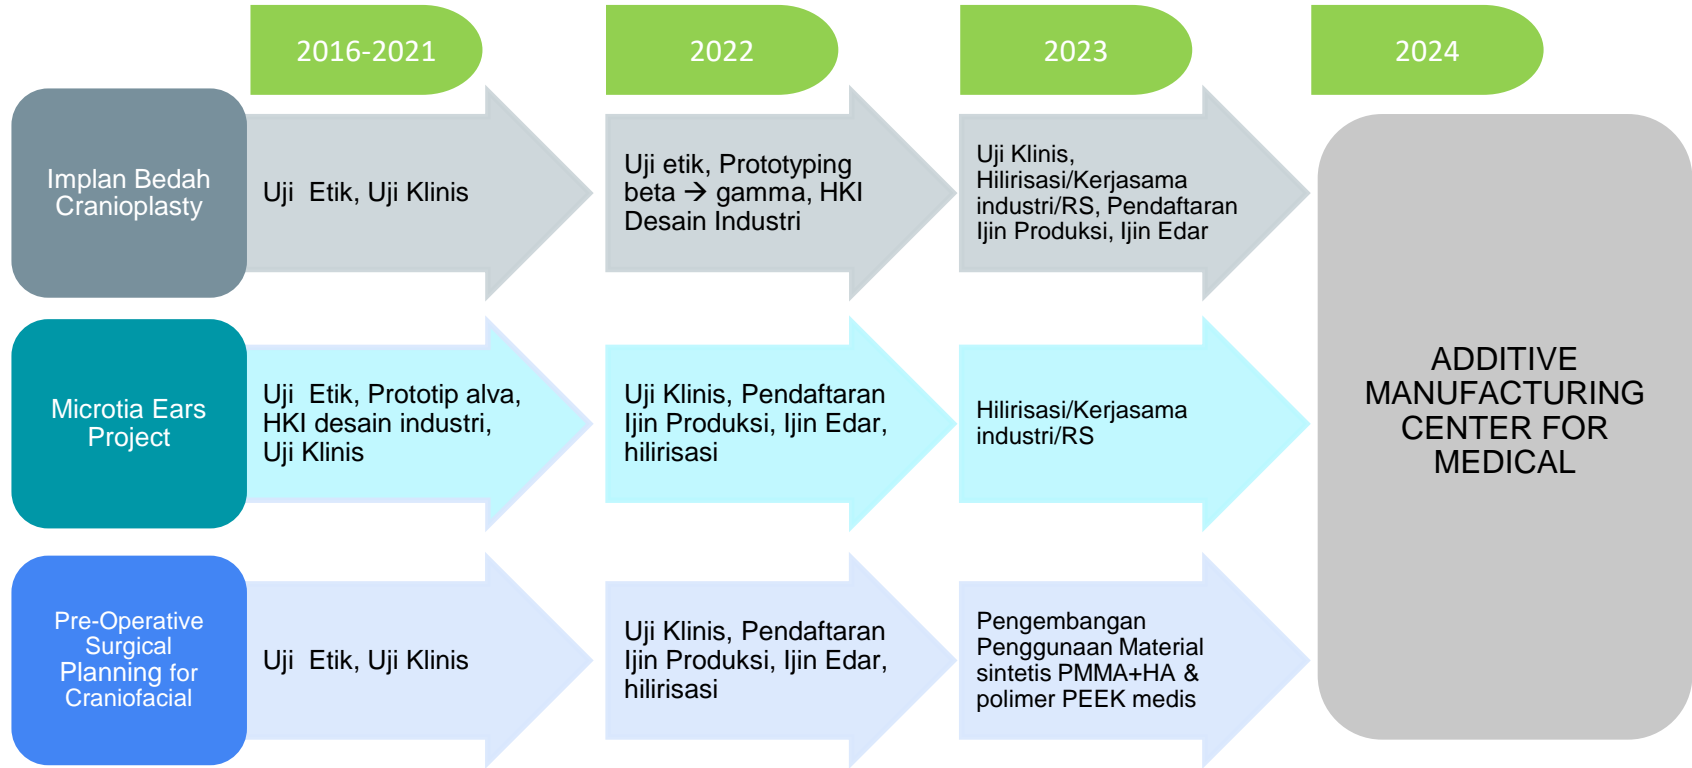 2016-2021
2022
2023
2024
Implan Bedah
Cranioplasty
Uji Etik, Uji Klinis
Uji etik, Prototyping
beta → gamma, HKI
Desain Industri
Uji Klinis,
Hilirisasi/Kerjasama
industri/RS, Pendaftaran
Ijin Produksi, Ijin Edar
Microtia Ears
Project
Uji Etik, Prototip alva,
HKI desain industri,
Uji Klinis
Uji Klinis, Pendaftaran
Ijin Produksi, Ijin Edar,
hilirisasi
Hilirisasi/Kerjasama
industri/RS
Pre-Operative
Surgical
Planning for
Craniofacial
Uji Etik, Uji Klinis
Uji Klinis, Pendaftaran
Ijin Produksi, Ijin Edar,
hilirisasi
Pengembangan
Penggunaan Material
sintetis PMMA+HA &
polimer PEEK medis
ADDITIVE
MANUFACTURING
CENTER FOR
MEDICAL